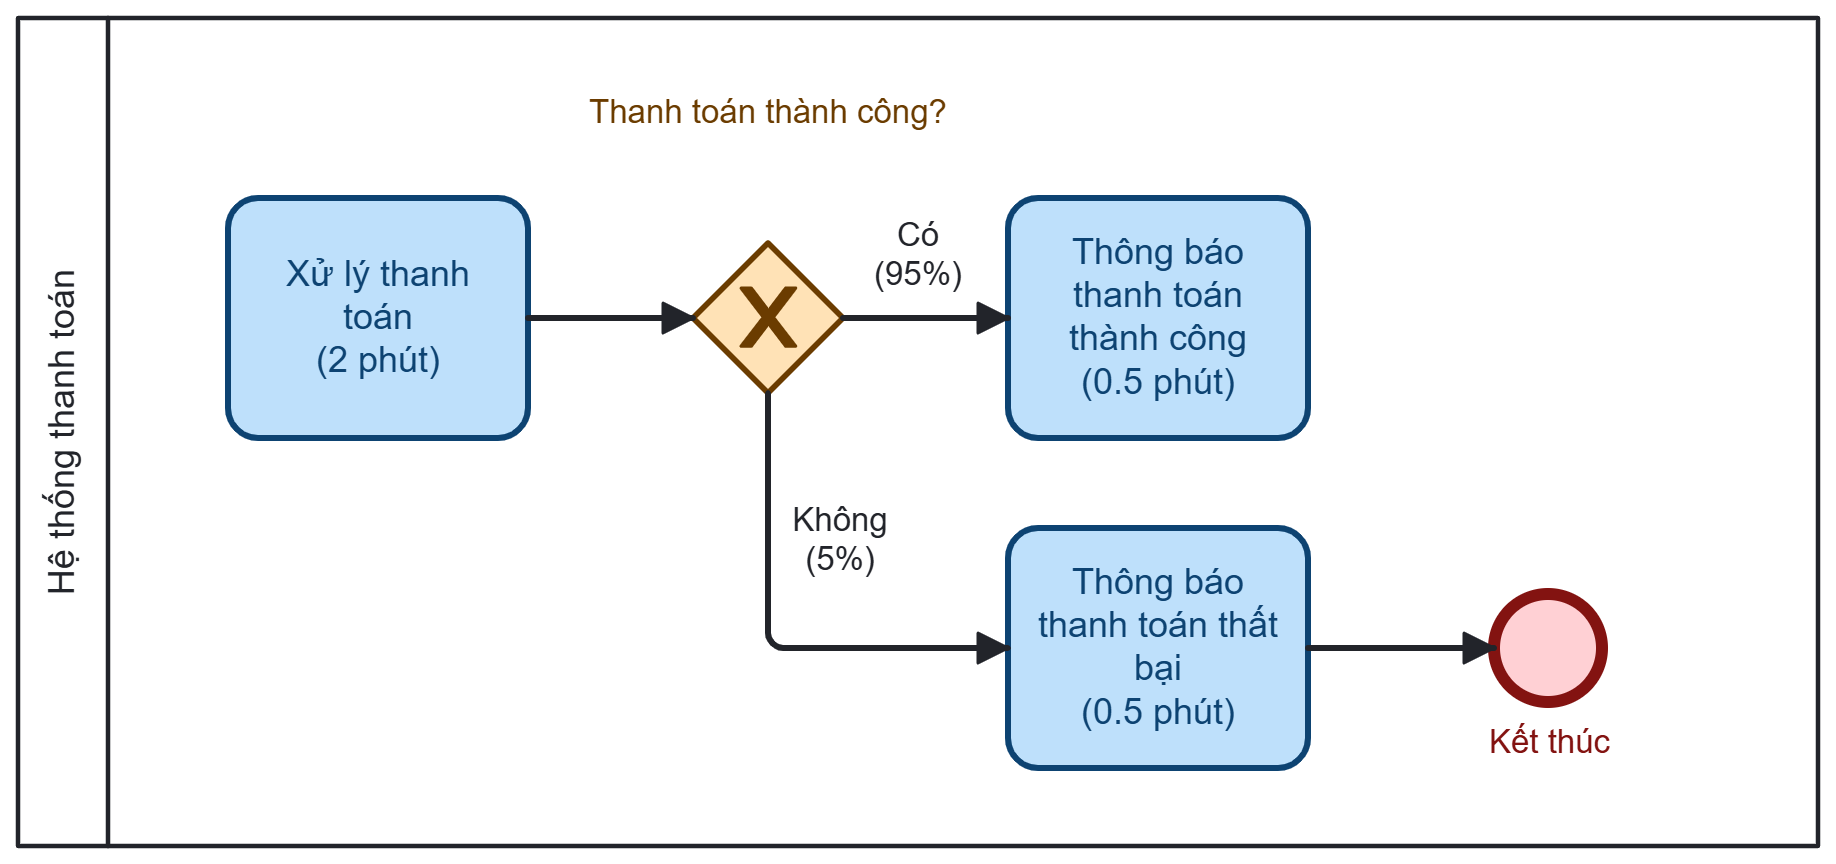 Hệ thống thanh toán
Thanh toán thành công?
Xử lý thanh
toán
(2 phút)
X
Có
(95%)
Thông báo
thanh toán
thành công
(0.5 phút)
Không
(5%)
Thông báo
thanh toán thất
bại
(0.5 phút)
Kết thúc